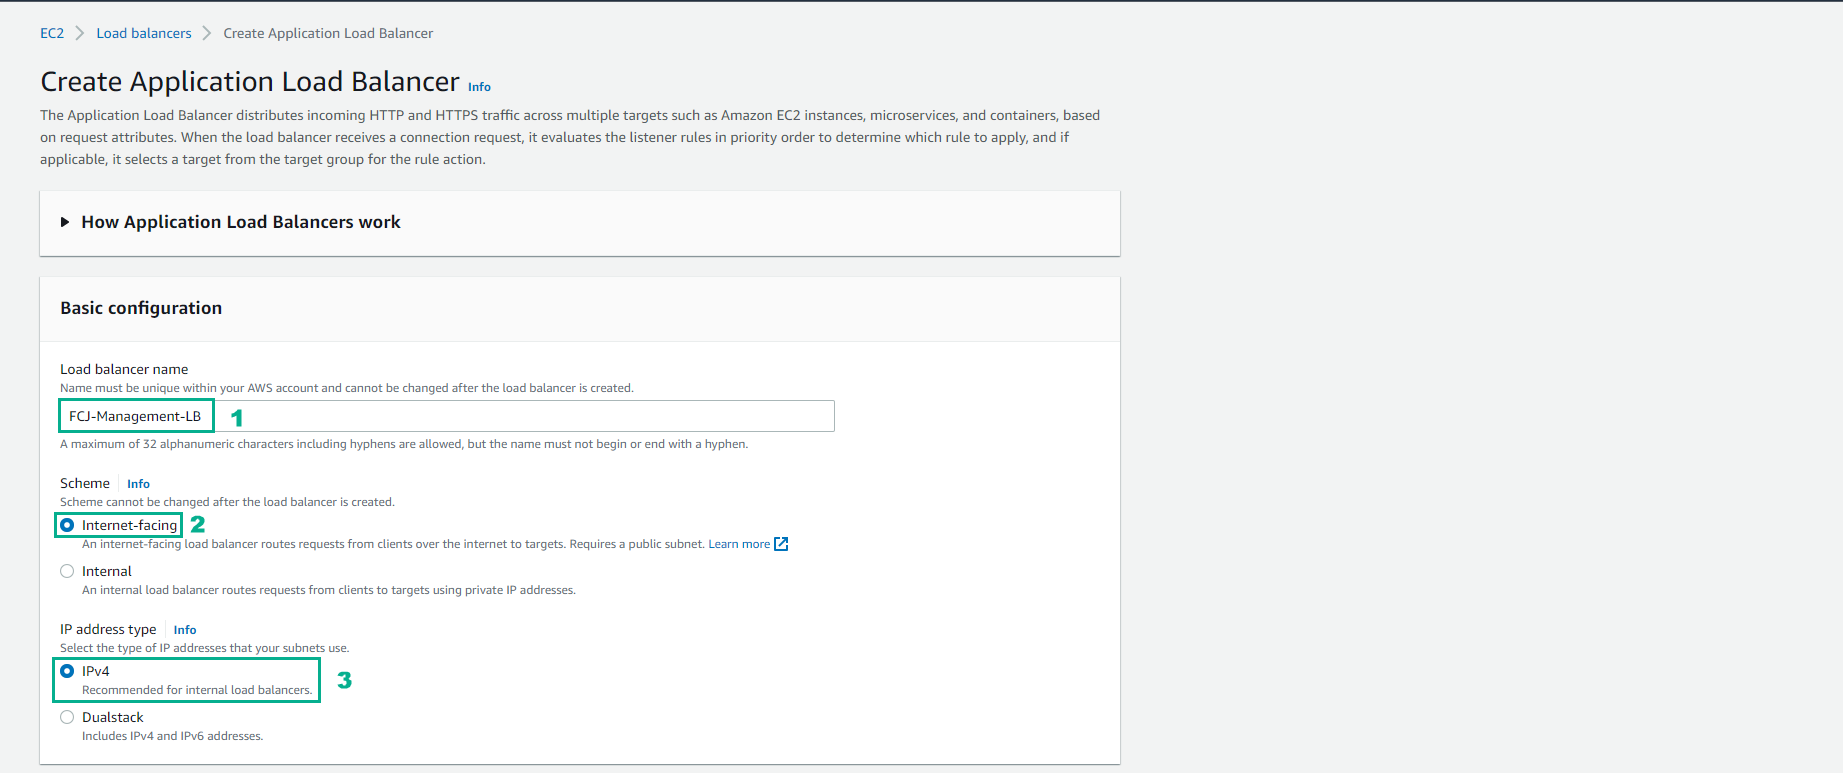 EC2 > Load balancers > Create Application Load Balancer
Create Application Load Balancer Info
The Application Load Balancer distributes incoming HTTP and HTTPS traffic across multiple targets such as Amazon EC2 instances, microservices, and containers, based
on request attributes. When the load balancer receives a connection request, it evaluates the listener rules in priority order to determine which rule to apply, and if
applicable, it selects a target from the target group for the rule action.
How Application Load Balancers work
Basic configuration
Load balancer name
Name must be unique within your AWS account and cannot be changed after the load balancer is created.
FCJ-Management-LB 1
A maximum of 32 alphanumeric characters including hyphens are allowed, but the name must not begin or end with a hyphen.
Scheme Info
Scheme cannot be changed after the load balancer is created.
Internet-facing 2
An internet-facing load balancer routes requests from clients over the internet to targets. Requires a public subnet. Learn more
Internal
An internal load balancer routes requests from clients to targets using private IP addresses.
IP address type Info
Select the type of IP addresses that your subnets use.
IPv4
Recommended for internal load balancers. 3
Dualstack
Includes IPv4 and IPv6 addresses.